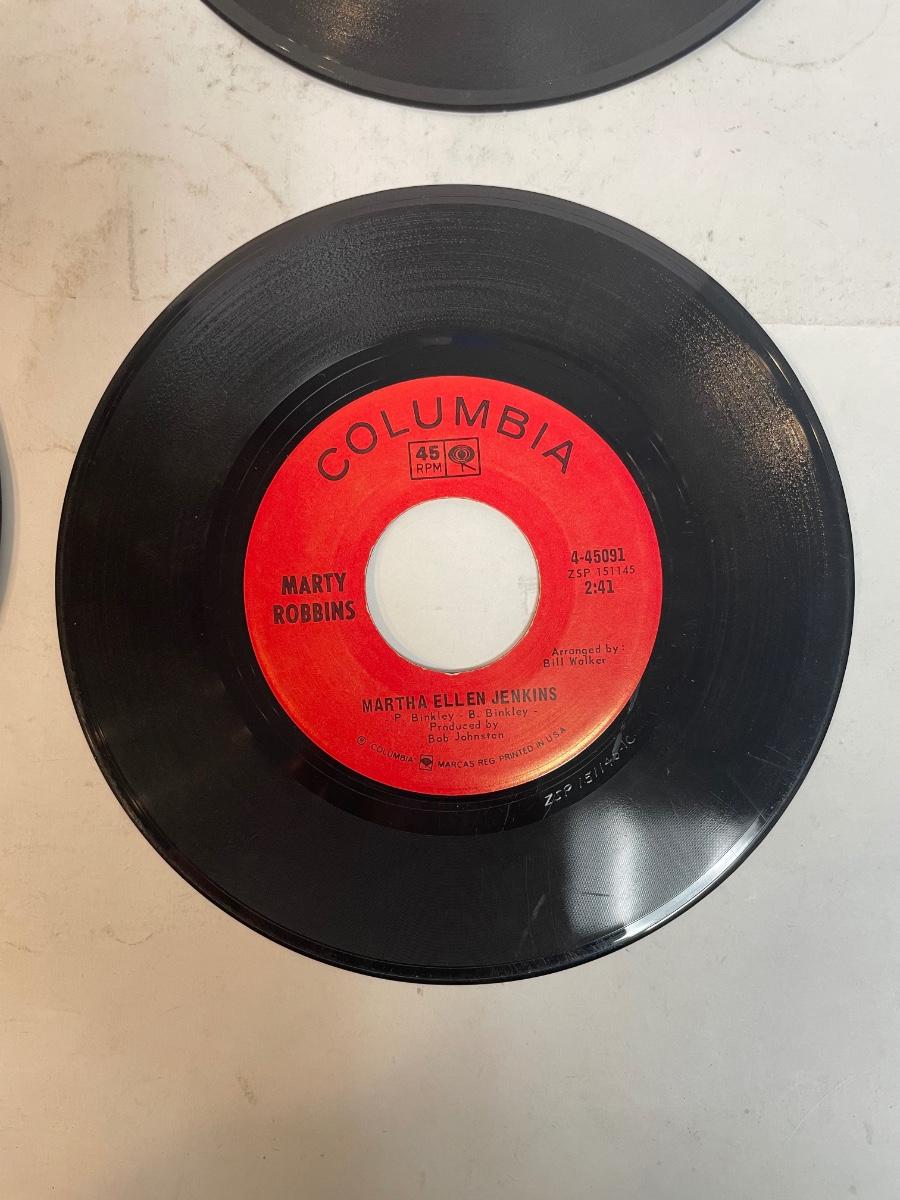 COLUMBIA
45
RPM
4-45091
ZSP 151145
2:41
MARTY
ROBBINS
Arranged by:
Bill Walker
MARTHA ELLEN JENKINS
- P. Binkley - B. Binkley -
Produced by
Bob Johnston
℗ "COLUMBIA" MARCAS REG. PRINTED IN U.S.A.
ZSP